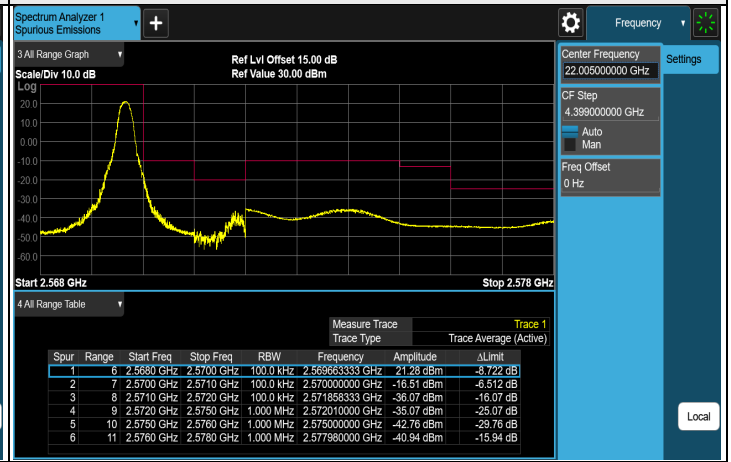 Spectrum Analyzer 1
Spurious Emissions
Frequency
3 All Range Graph
Ref Lvl Offset 15.00 dB
Scale/Div 10.0 dB
Ref Value 30.00 dBm
Log
20.0
10.0
0.00
-10.0
-20.0
-30.0
-40.0
-50.0
-60.0
Start 2.568 GHz
Stop 2.578 GHz
Center Frequency
22.005000000 GHz
Settings
CF Step
4.399000000 GHz
Auto
Man
Freq Offset
0 Hz
4 All Range Table
Measure Trace Trace 1
Trace Type Trace Average (Active)
Spur Range Start Freq Stop Freq RBW Frequency Amplitude ΔLimit
1 6 2.5680 GHz 2.5700 GHz 100.0 kHz 2.569663333 GHz 21.28 dBm -8.722 dB
2 7 2.5700 GHz 2.5710 GHz 100.0 kHz 2.570000000 GHz -16.51 dBm -6.512 dB
3 8 2.5710 GHz 2.5720 GHz 100.0 kHz 2.571858333 GHz -36.07 dBm -16.07 dB
4 9 2.5720 GHz 2.5750 GHz 1.000 MHz 2.572010000 GHz -35.07 dBm -25.07 dB
5 10 2.5750 GHz 2.5760 GHz 1.000 MHz 2.575000000 GHz -42.76 dBm -29.76 dB
6 11 2.5760 GHz 2.5780 GHz 1.000 MHz 2.577980000 GHz -40.94 dBm -15.94 dB
Local